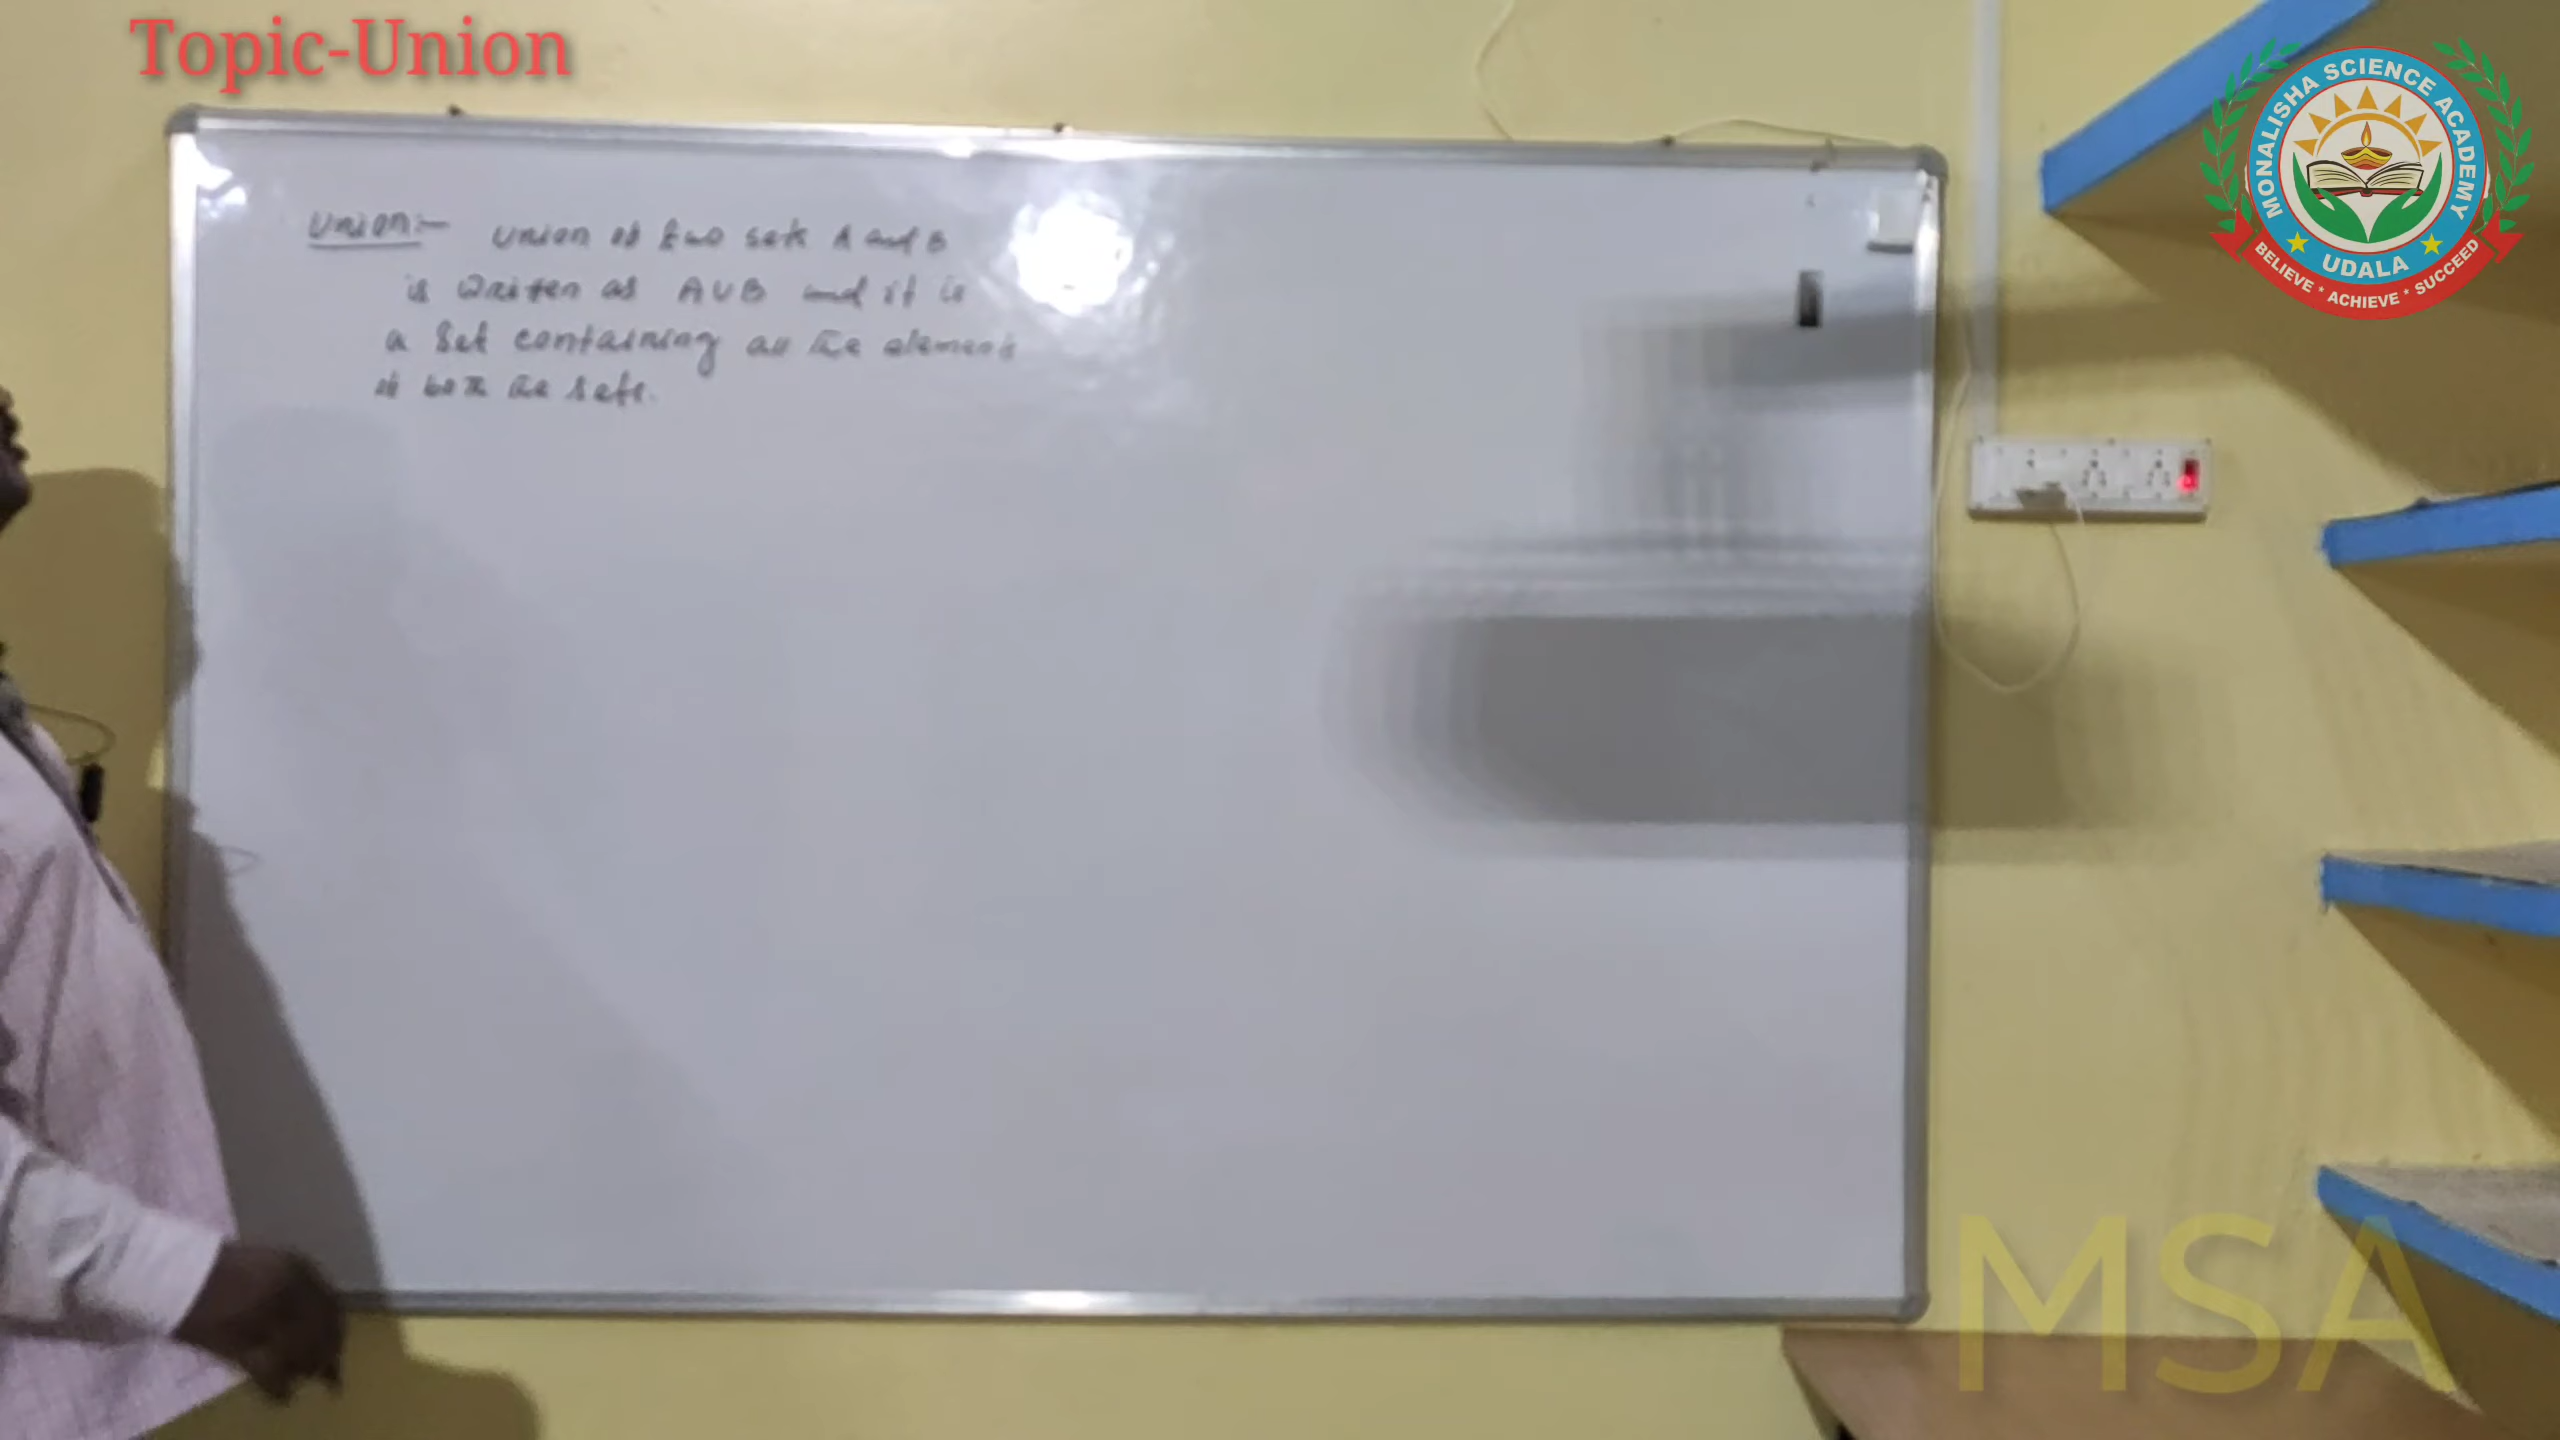 Topic-Union
Union:- Union of two sets A and B
is written as A∪B and it is
a set containing all the elements
of both the sets.
MONALISHA SCIENCE ACADEMY
UDALA
BELIEVE * ACHIEVE * SUCCEED
MSA